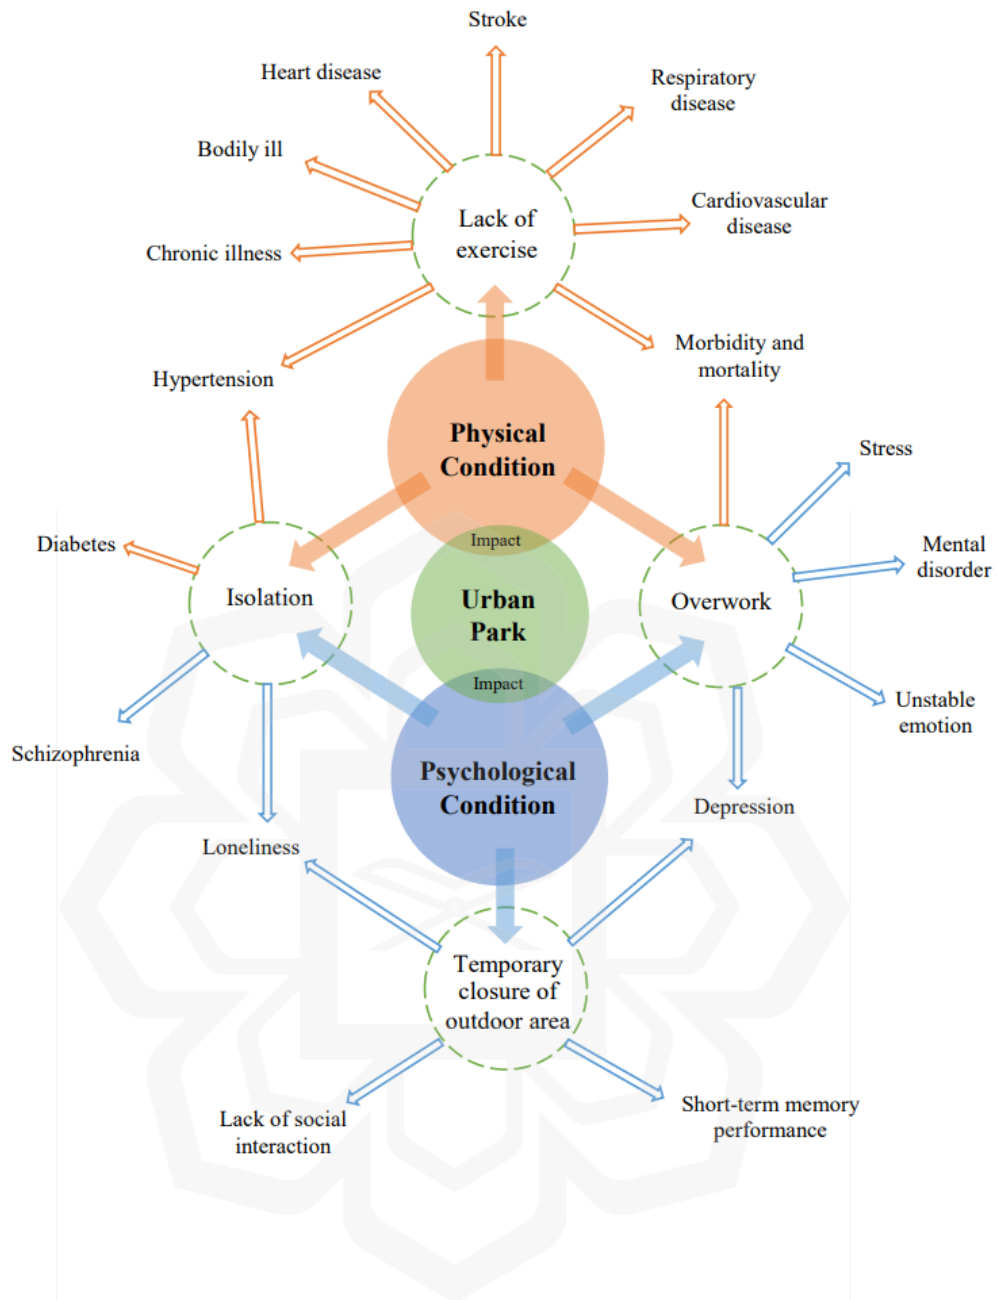 Stroke
Heart disease
Respiratory
disease
Bodily ill
Lack of
exercise
Cardiovascular
disease
Chronic illness
Morbidity and
mortality
Hypertension
Physical
Condition
Stress
Diabetes
Impact
Mental
disorder
Isolation
Urban
Park
Overwork
Impact
Unstable
emotion
Schizophrenia
Psychological
Condition
Depression
Loneliness
Temporary
closure of
outdoor area
Lack of social
interaction
Short-term memory
performance